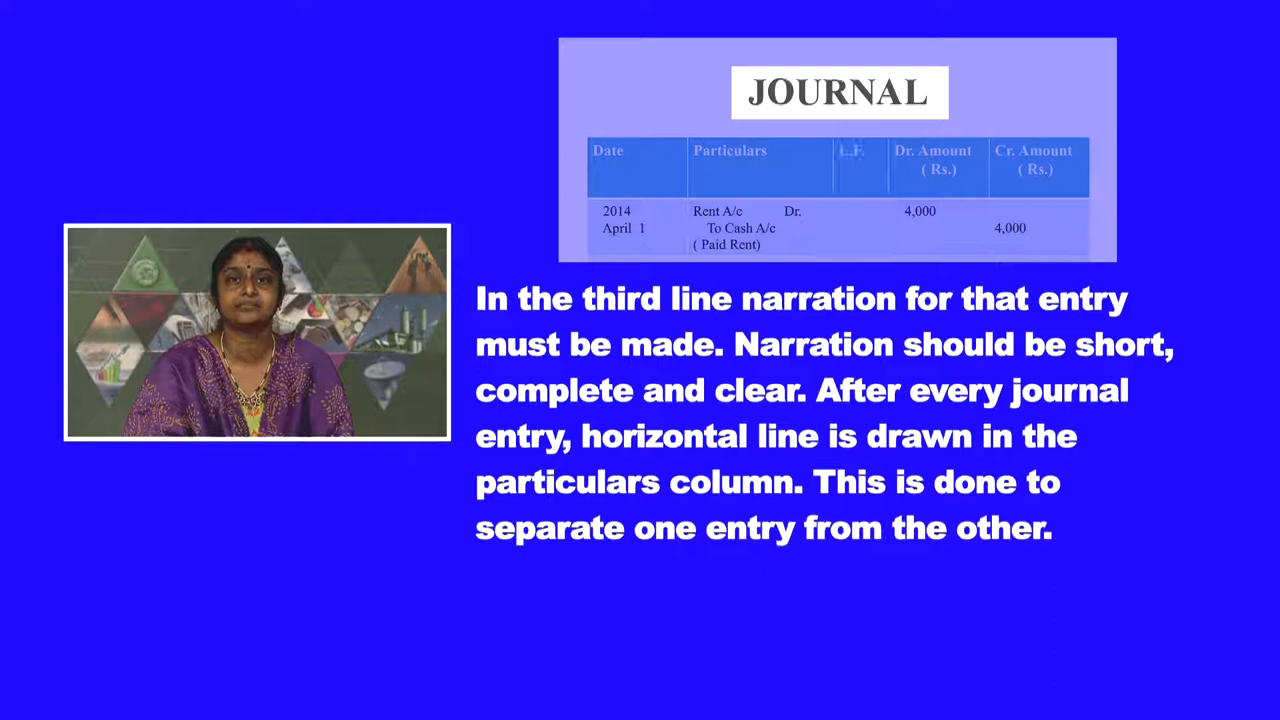 JOURNAL
Date Particulars L.F. Dr. Amount Cr. Amount
( Rs.) ( Rs.)
2014 Rent A/c Dr. 4,000
April 1 To Cash A/c 4,000
( Paid Rent)
In the third line narration for that entry
must be made. Narration should be short,
complete and clear. After every journal
entry, horizontal line is drawn in the
particulars column. This is done to
separate one entry from the other.